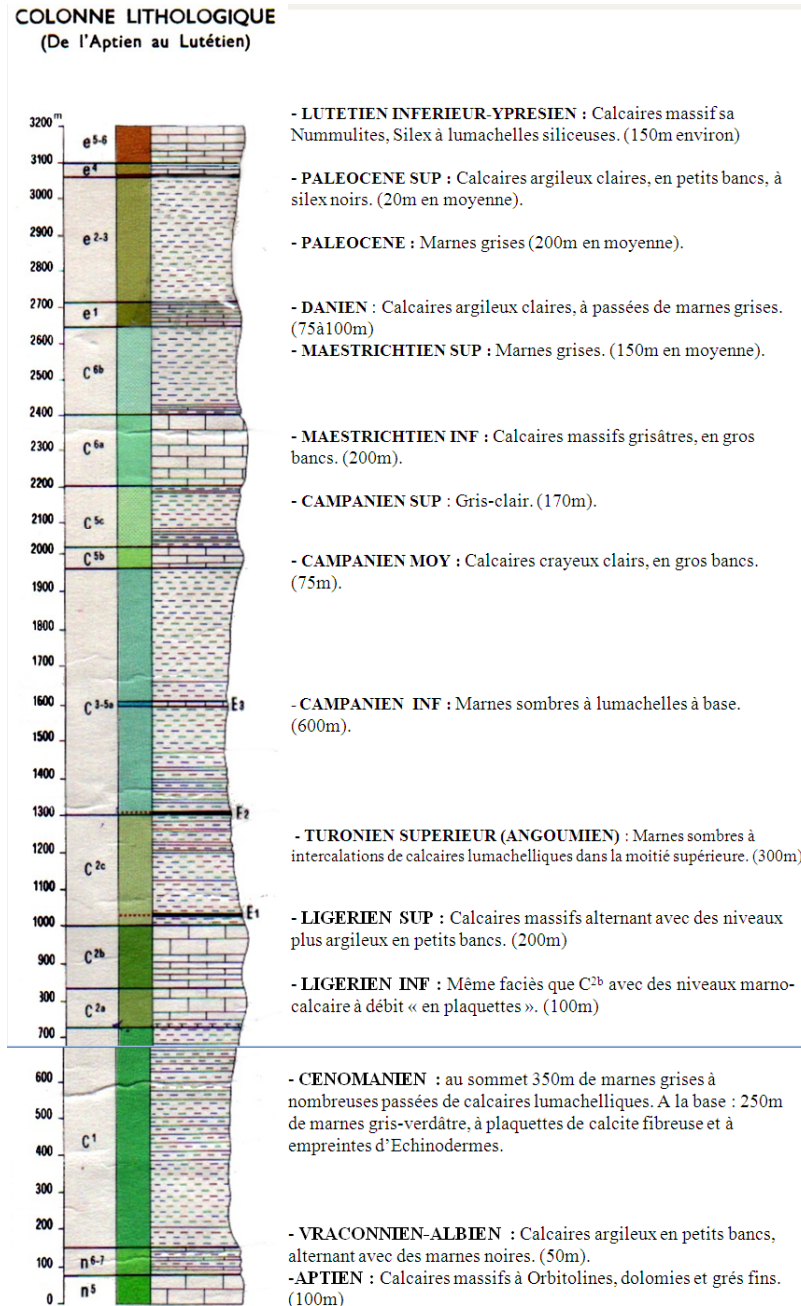 COLONNE LITHOLOGIQUE
(De l'Aptien au Lutétien)
3200 m
e5-6
3100
e4
3000
2900
e2-3
2800
2700
e1
2600
C6b
2500
2400
C6a
2300
2200
C5c
2100
2000
C5b
1900
1800
1700
1600
C3-5a
E3
1500
1400
1300
E2
1200
C2c
1100
E1
1000
C2b
900
300
C2a
700
600
500
C1
400
300
200
n6-7
100
n5
0
- LUTETIEN INFERIEUR-YPRESIEN : Calcaires massif sa
Nummulites, Silex à lumachelles siliceuses. (150m environ)
- PALEOCENE SUP : Calcaires argileux claires, en petits bancs, à
silex noirs. (20m en moyenne).
- PALEOCENE : Marnes grises (200m en moyenne).
- DANIEN : Calcaires argileux claires, à passées de marnes grises.
(75à100m)
- MAESTRICHTIEN SUP : Marnes grises. (150m en moyenne).
- MAESTRICHTIEN INF : Calcaires massifs grisâtres, en gros
bancs. (200m).
- CAMPANIEN SUP : Gris-clair. (170m).
- CAMPANIEN MOY : Calcaires crayeux clairs, en gros bancs.
(75m).
- CAMPANIEN INF : Marnes sombres à lumachelles à base.
(600m).
- TURONIEN SUPERIEUR (ANGOUMIEN) : Marnes sombres à
intercalations de calcaires lumachelliques dans la moitié supérieure. (300m)
- LIGERIEN SUP : Calcaires massifs alternant avec des niveaux
plus argileux en petits bancs. (200m)
- LIGERIEN INF : Même faciès que C2b avec des niveaux marno-
calcaire à débit « en plaquettes ». (100m)
- CENOMANIEN : au sommet 350m de marnes grises à
nombreuses passées de calcaires lumachelliques. A la base : 250m
de marnes gris-verdâtre, à plaquettes de calcite fibreuse et à
empreintes d'Echinodermes.
- VRACONNIEN-ALBIEN : Calcaires argileux en petits bancs,
alternant avec des marnes noires. (50m).
-APTIEN : Calcaires massifs à Orbitolines, dolomies et grés fins.
(100m)